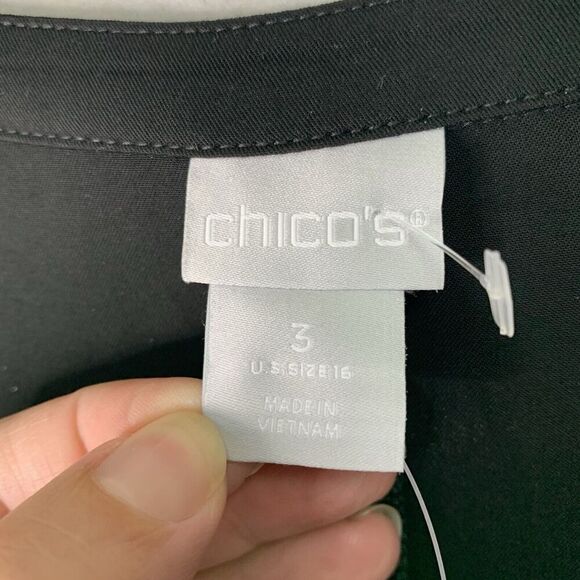 chico's®
3
U.S.SIZE 16
MADE IN
VIETNAM